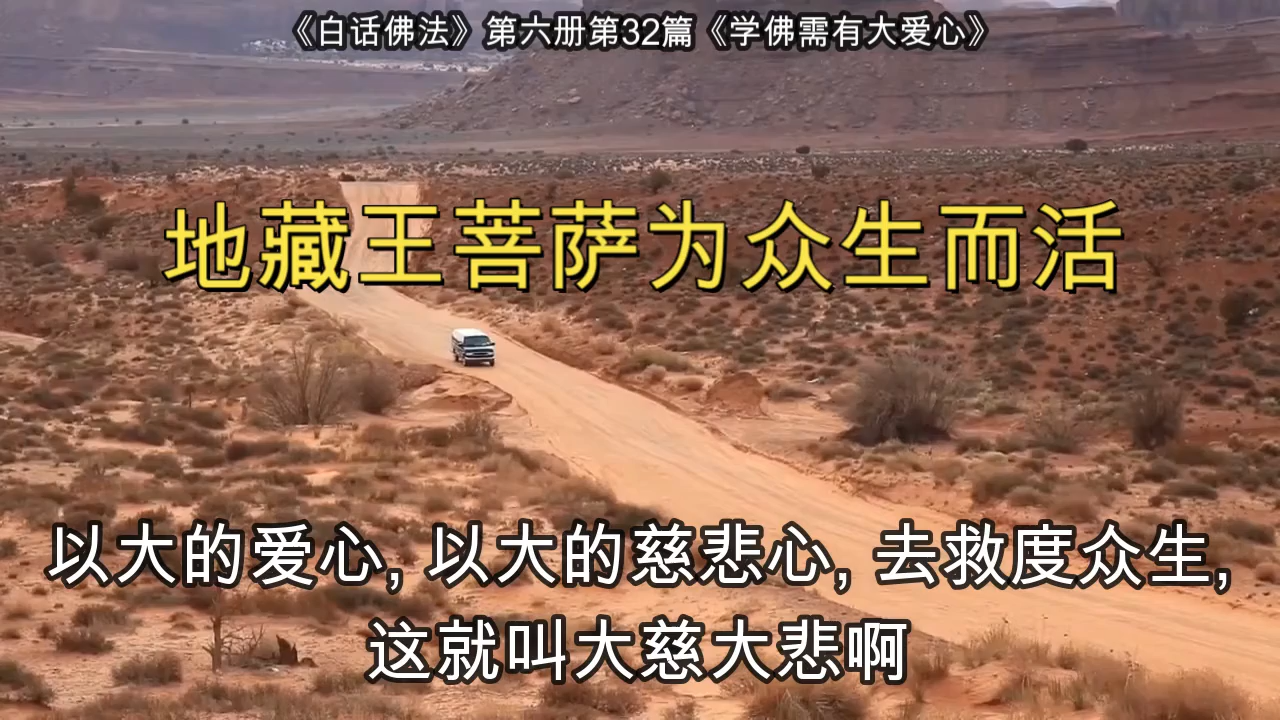 《白话佛法》第六册第32篇《学佛需有大爱心》
地藏王菩萨为众生而活
以大的爱心, 以大的慈悲心, 去救度众生,
这就叫大慈大悲啊